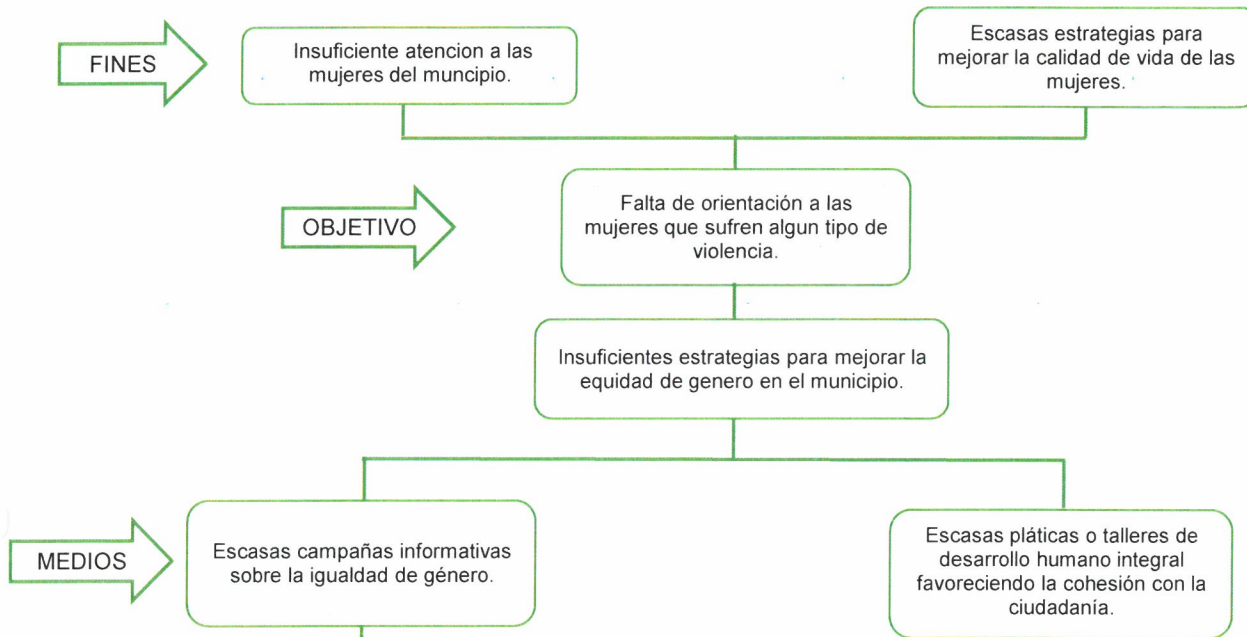 FINES
Insuficiente atencion a las
mujeres del muncipio.
Escasas estrategias para
mejorar la calidad de vida de las
mujeres.
OBJETIVO
Falta de orientación a las
mujeres que sufren algun tipo de
violencia.
Insuficientes estrategias para mejorar la
equidad de genero en el municipio.
MEDIOS
Escasas campañas informativas
sobre la igualdad de género.
Escasas pláticas o talleres de
desarrollo humano integral
favoreciendo la cohesión con la
ciudadanía.